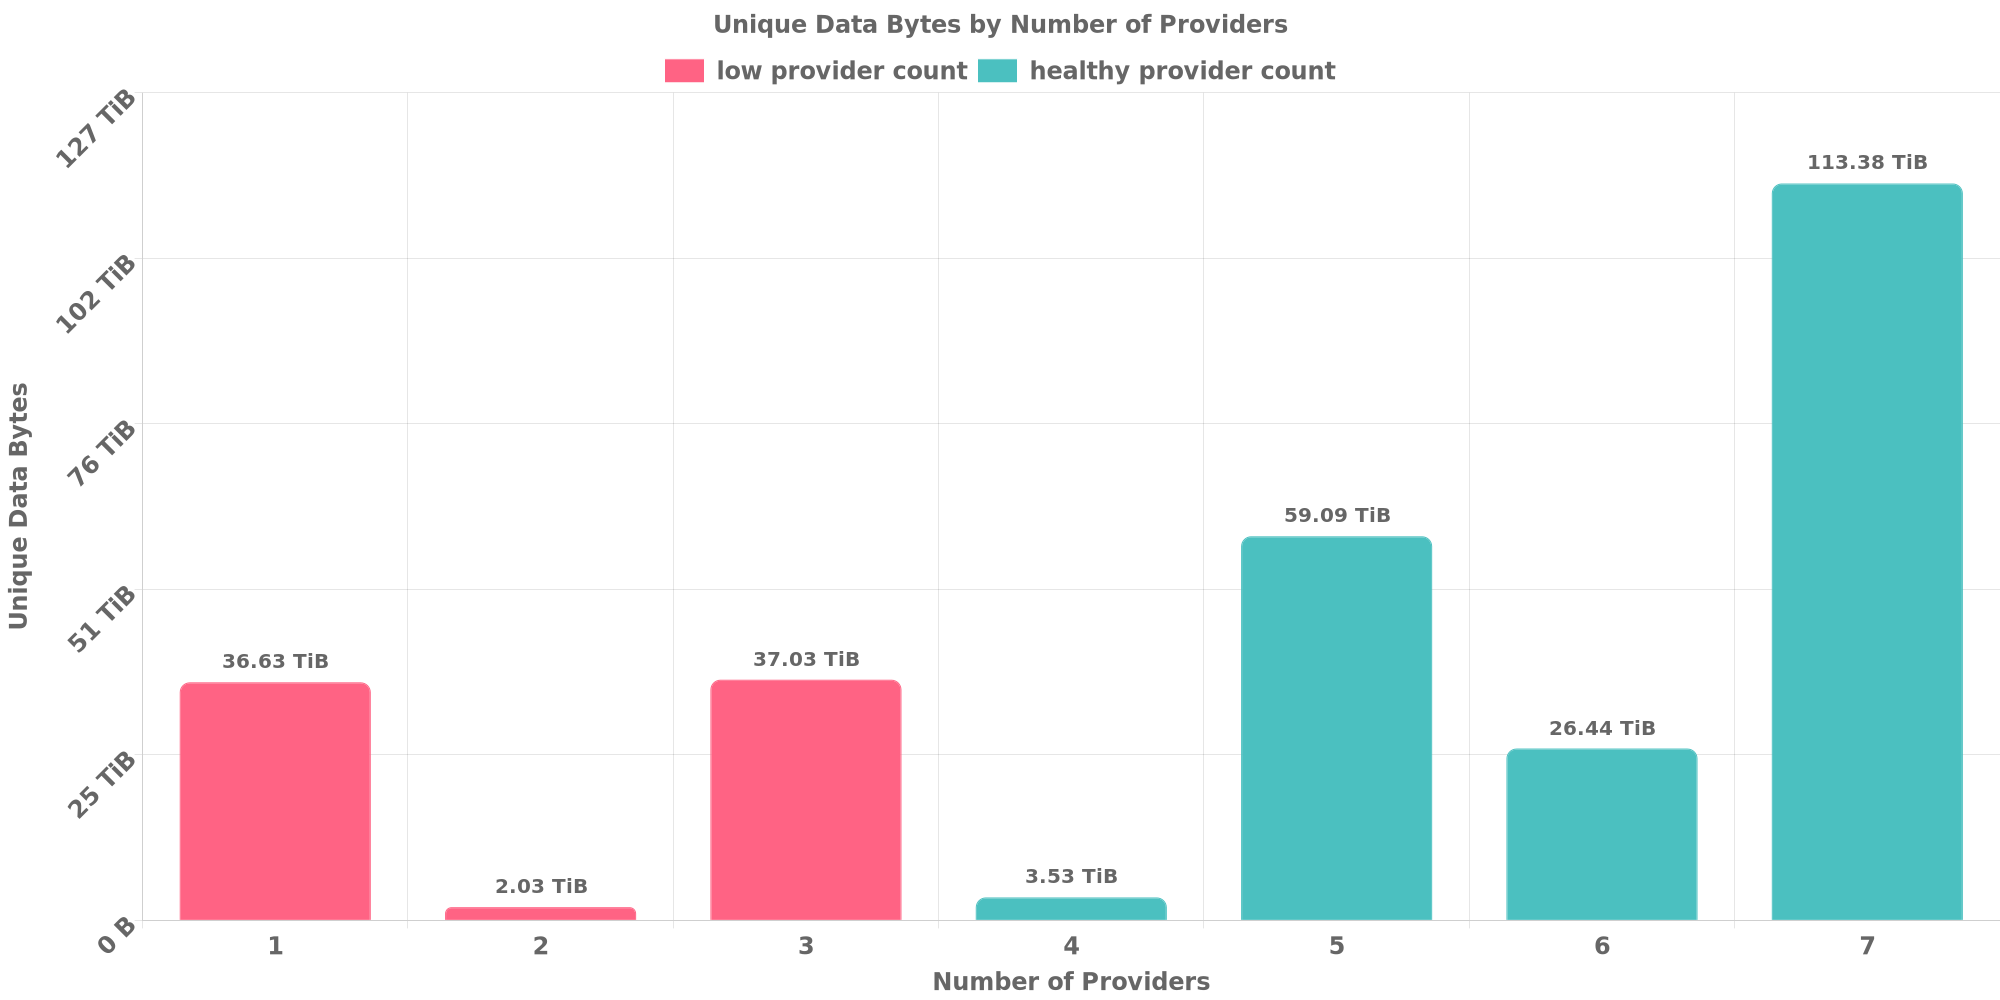 Unique Data Bytes by Number of Providers
low provider count healthy provider count
127 TiB
102 TiB
76 TiB
51 TiB
25 TiB
0 B
Unique Data Bytes
36.63 TiB
2.03 TiB
37.03 TiB
3.53 TiB
59.09 TiB
26.44 TiB
113.38 TiB
1 2 3 4 5 6 7
Number of Providers